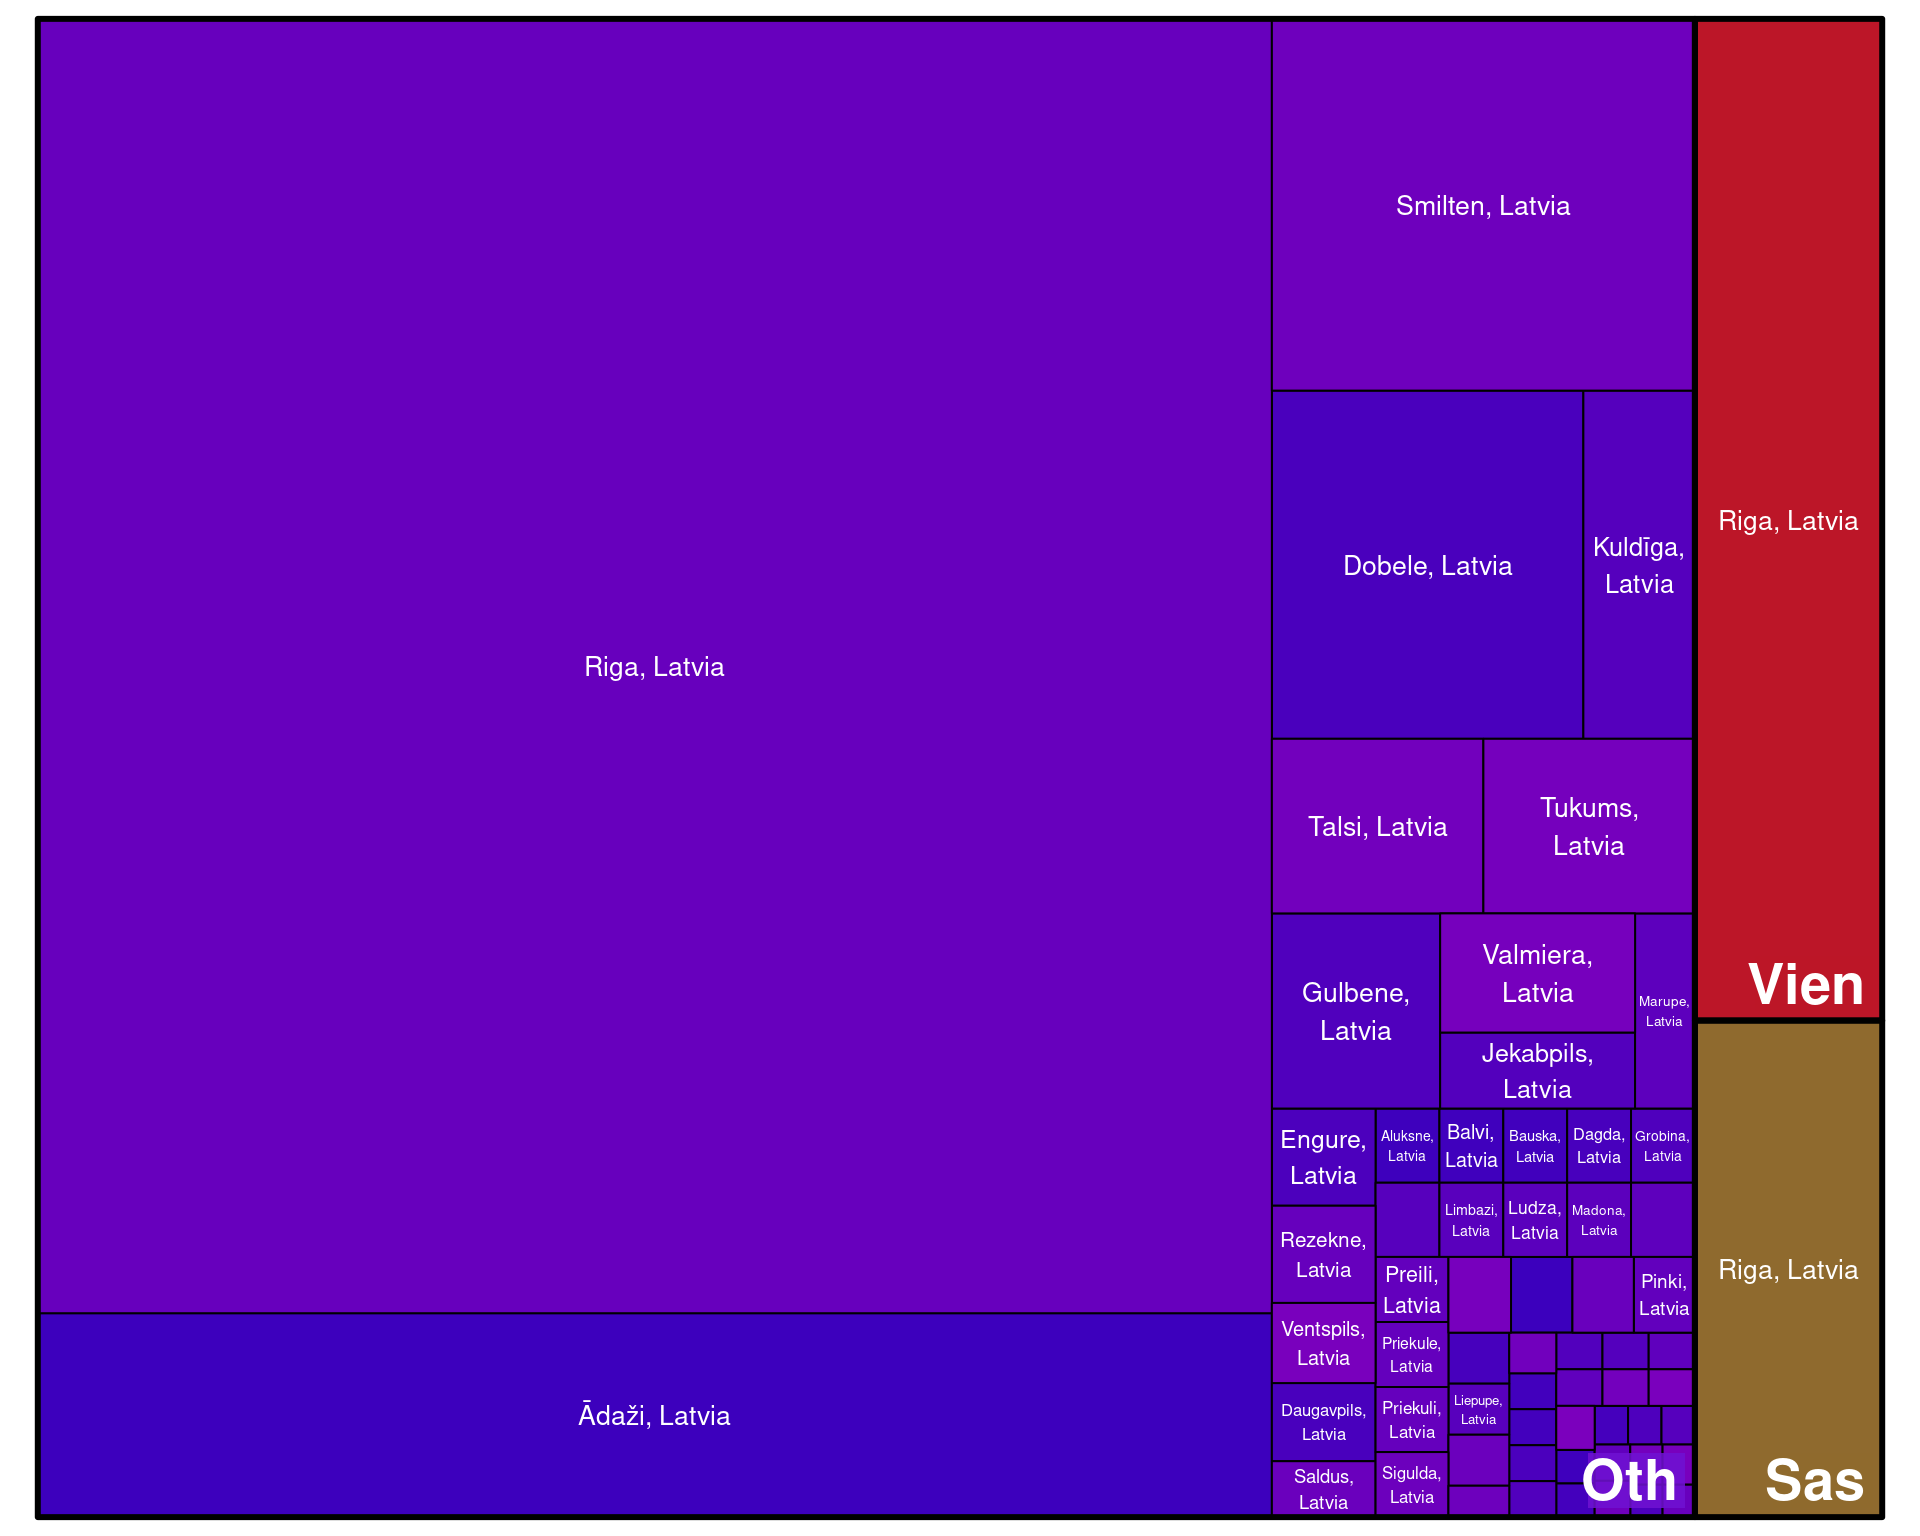 Riga, Latvia
Ādaži, Latvia
Smilten, Latvia
Dobele, Latvia
Kuldīga,
Latvia
Talsi, Latvia
Tukums,
Latvia
Gulbene,
Latvia
Valmiera,
Latvia
Jekabpils,
Latvia
Marupe,
Latvia
Engure,
Latvia
Rezekne,
Latvia
Ventspils,
Latvia
Daugavpils,
Latvia
Saldus,
Latvia
Aluksne,
Latvia
Balvi,
Latvia
Bauska,
Latvia
Dagda,
Latvia
Grobina,
Latvia
Limbazi,
Latvia
Ludza,
Latvia
Madona,
Latvia
Preili,
Latvia
Priekule,
Latvia
Priekuli,
Latvia
Sigulda,
Latvia
Pinki,
Latvia
Liepupe,
Latvia
Oth
Riga, Latvia
Vien
Riga, Latvia
Sas